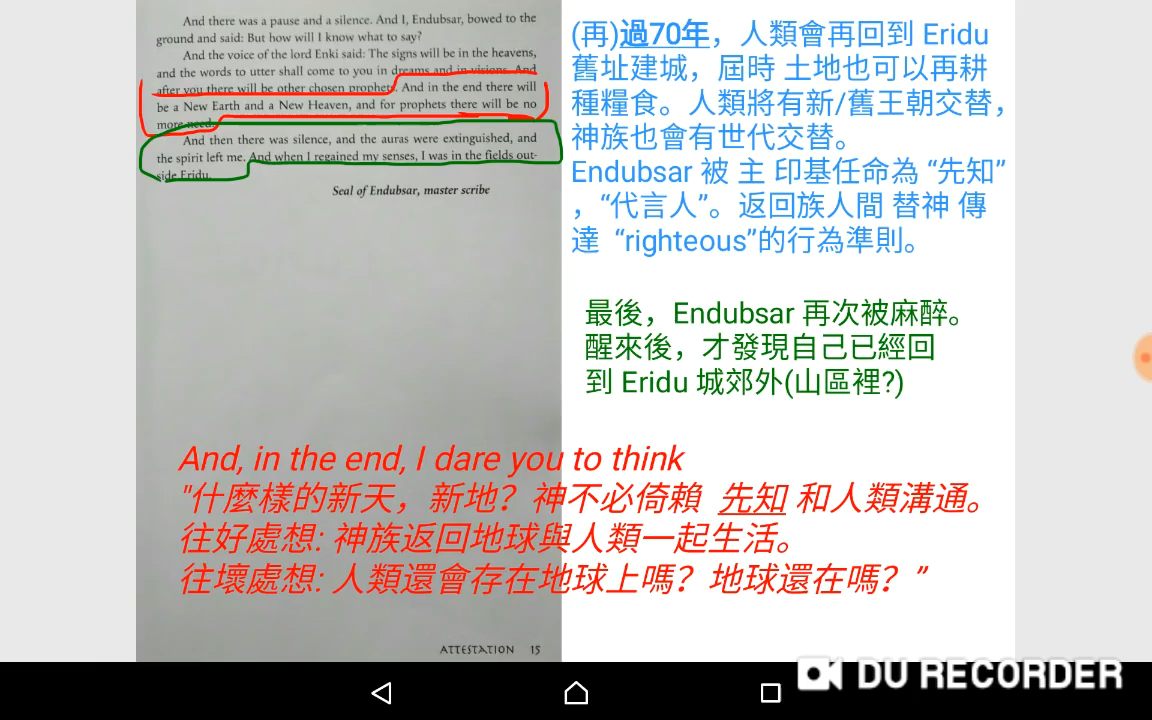 And there was a pause and a silence. And I, Endubsar, bowed to the
ground and said: But how will I know what to say?
And the voice of the lord Enki said: The signs will be in the heavens,
and the words to utter shall come to you in dreams and in visions. And
after you there will be other chosen prophets. And in the end there will
be a New Earth and a New Heaven, and for prophets there will be no
more need.
And then there was silence, and the auras were extinguished, and
the spirit left me. And when I regained my senses, I was in the fields out-
side Eridu.
Seal of Endubsar, master scribe
(再)過70年，人類會再回到 Eridu
舊址建城，屆時 土地也可以再耕
種糧食。人類將有新/舊王朝交替，
神族也會有世代交替。
Endubsar 被 主 印基任命為 “先知”
，“代言人”。返回族人間 替神 傳
達 “righteous”的行為準則。
最後，Endubsar 再次被麻醉。
醒來後，才發現自己已經回
到 Eridu 城郊外(山區裡?)
And, in the end, I dare you to think
"什麼樣的新天，新地？神不必倚賴 先知 和人類溝通。
往好處想: 神族返回地球與人類一起生活。
往壞處想: 人類還會存在地球上嗎？地球還在嗎？”
ATTESTATION 15
DU RECORDER